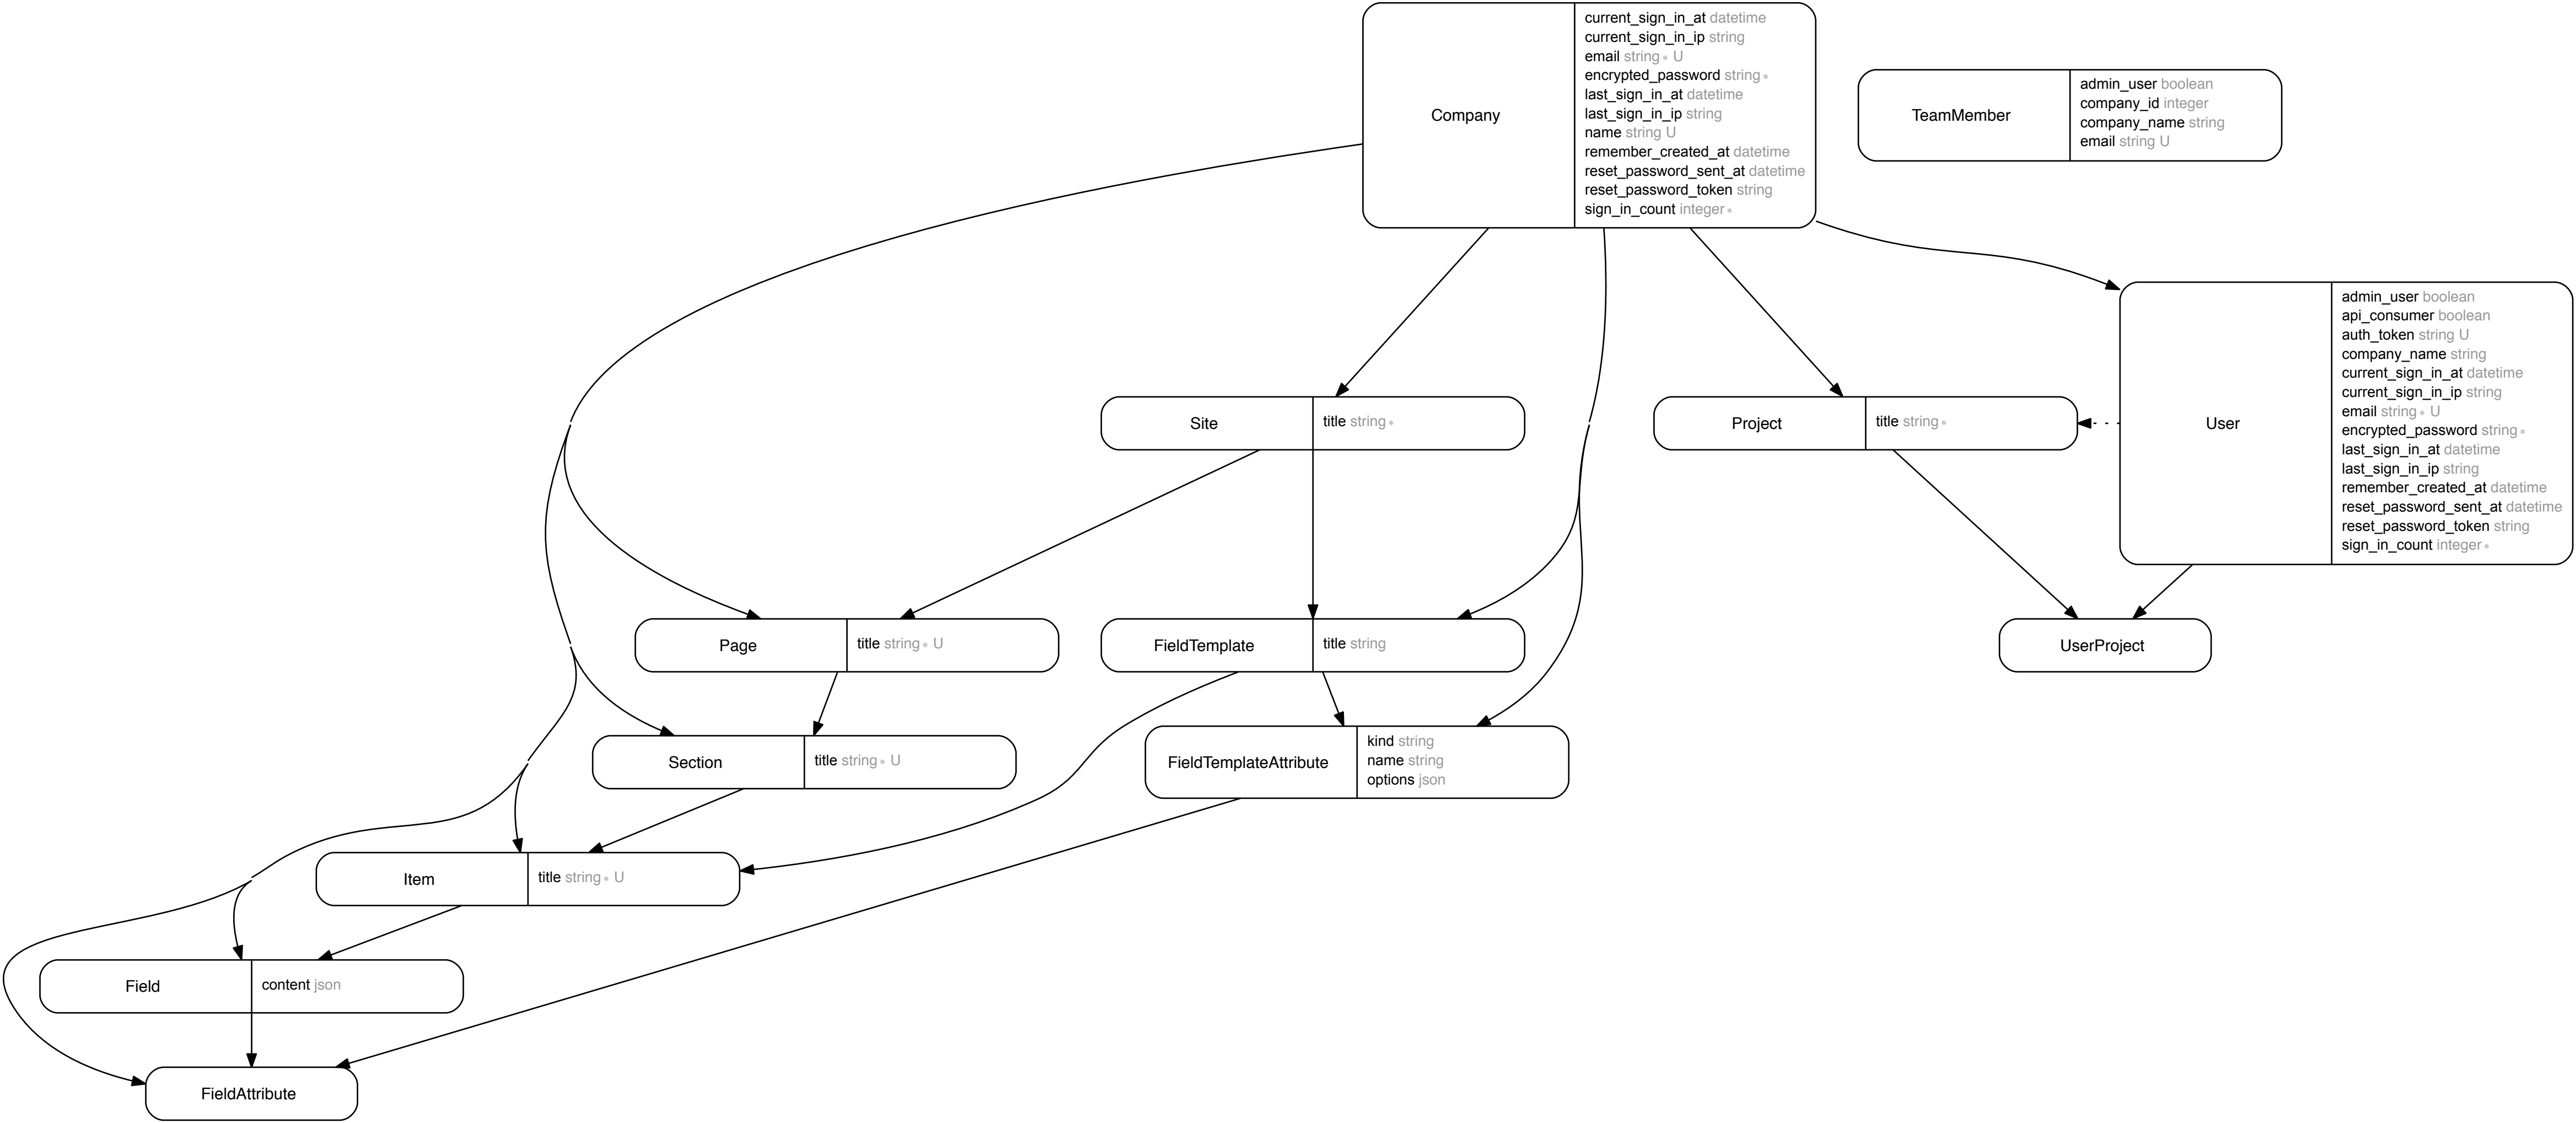 Company
current_sign_in_at datetime
current_sign_in_ip string
email string∗ U
encrypted_password string∗
last_sign_in_at datetime
last_sign_in_ip string
name string U
remember_created_at datetime
reset_password_sent_at datetime
reset_password_token string
sign_in_count integer∗
TeamMember
admin_user boolean
company_id integer
company_name string
email string U
User
admin_user boolean
api_consumer boolean
auth_token string U
company_name string
current_sign_in_at datetime
current_sign_in_ip string
email string∗ U
encrypted_password string∗
last_sign_in_at datetime
last_sign_in_ip string
remember_created_at datetime
reset_password_sent_at datetime
reset_password_token string
sign_in_count integer∗
Site
title string∗
Project
title string∗
Page
title string∗ U
FieldTemplate
title string
UserProject
Section
title string∗ U
FieldTemplateAttribute
kind string
name string
options json
Item
title string∗ U
Field
content json
FieldAttribute